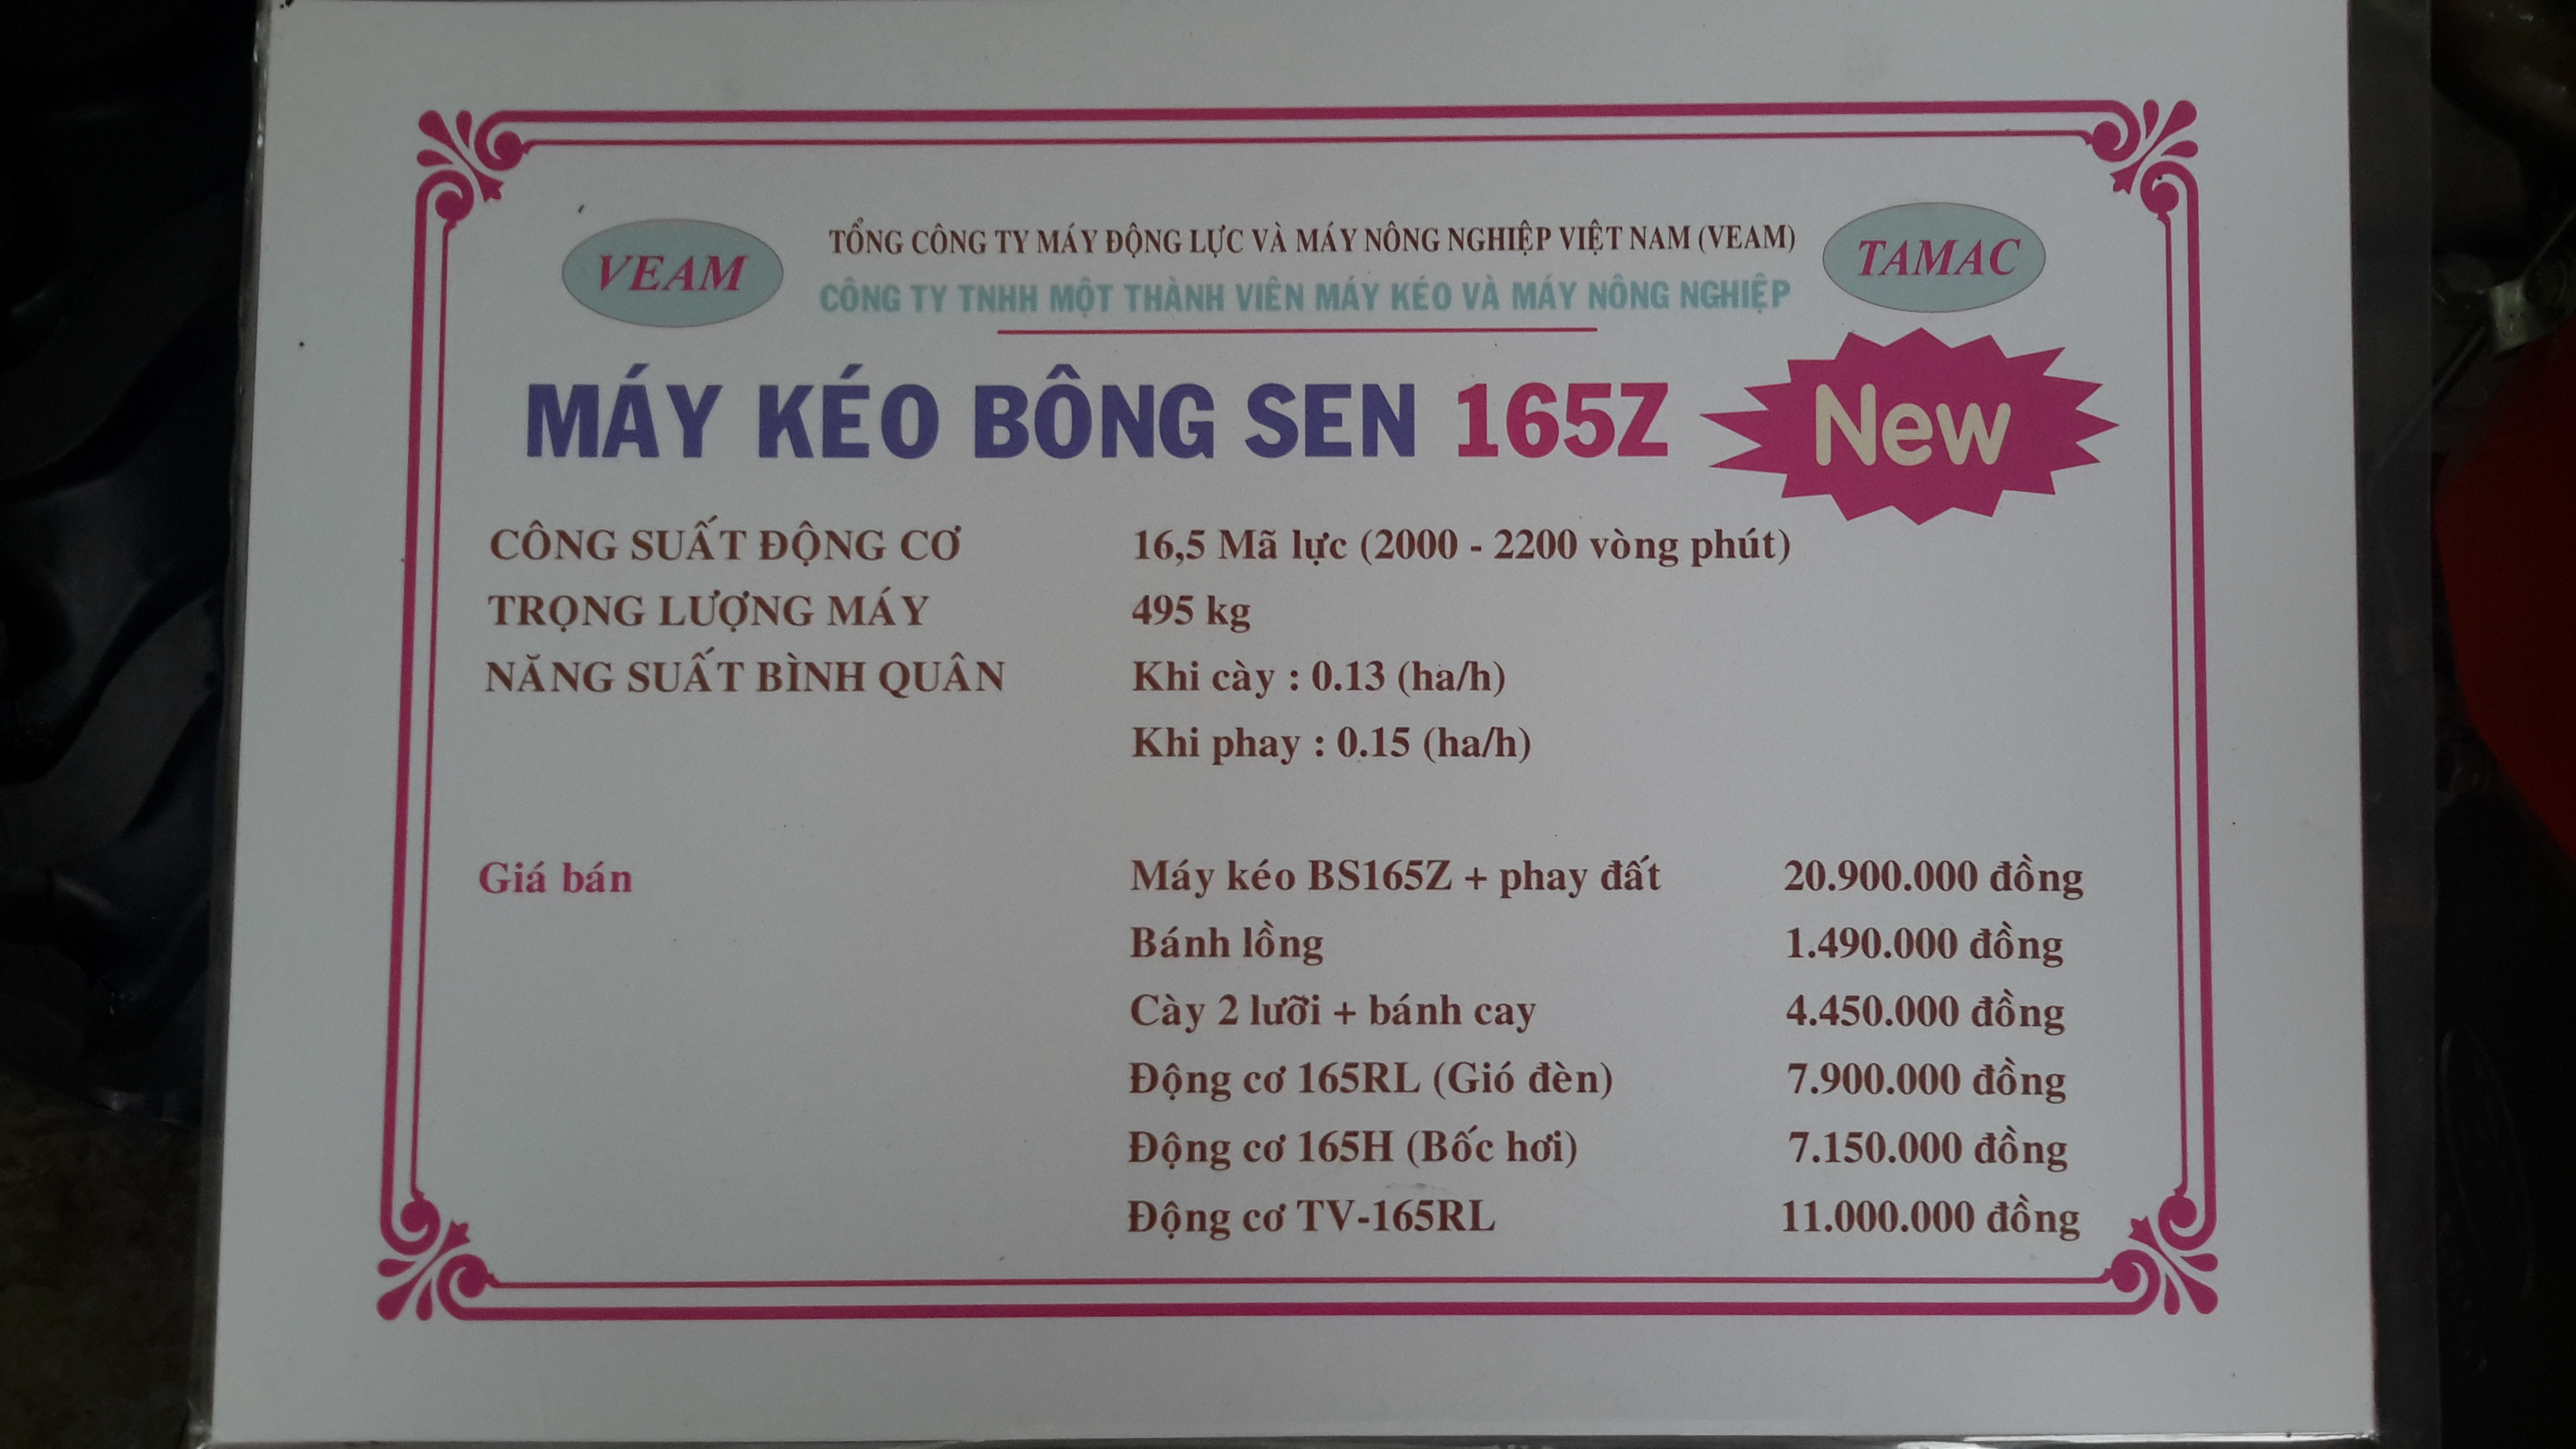 VEAM
TỔNG CÔNG TY MÁY ĐỘNG LỰC VÀ MÁY NÔNG NGHIỆP VIỆT NAM (VEAM)
TAMAC
CÔNG TY TNHH MỘT THÀNH VIÊN MÁY KÉO VÀ MÁY NÔNG NGHIỆP
MÁY KÉO BÔNG SEN 165Z New
CÔNG SUẤT ĐỘNG CƠ 16,5 Mã lực (2000 - 2200 vòng phút)
TRỌNG LƯỢNG MÁY 495 kg
NĂNG SUẤT BÌNH QUÂN Khi cày : 0.13 (ha/h)
Khi phay : 0.15 (ha/h)
Giá bán Máy kéo BS165Z + phay đất 20.900.000 đồng
Bánh lồng 1.490.000 đồng
Cày 2 lưỡi + bánh cay 4.450.000 đồng
Động cơ 165RL (Gió đèn) 7.900.000 đồng
Động cơ 165H (Bốc hơi) 7.150.000 đồng
Động cơ TV-165RL 11.000.000 đồng